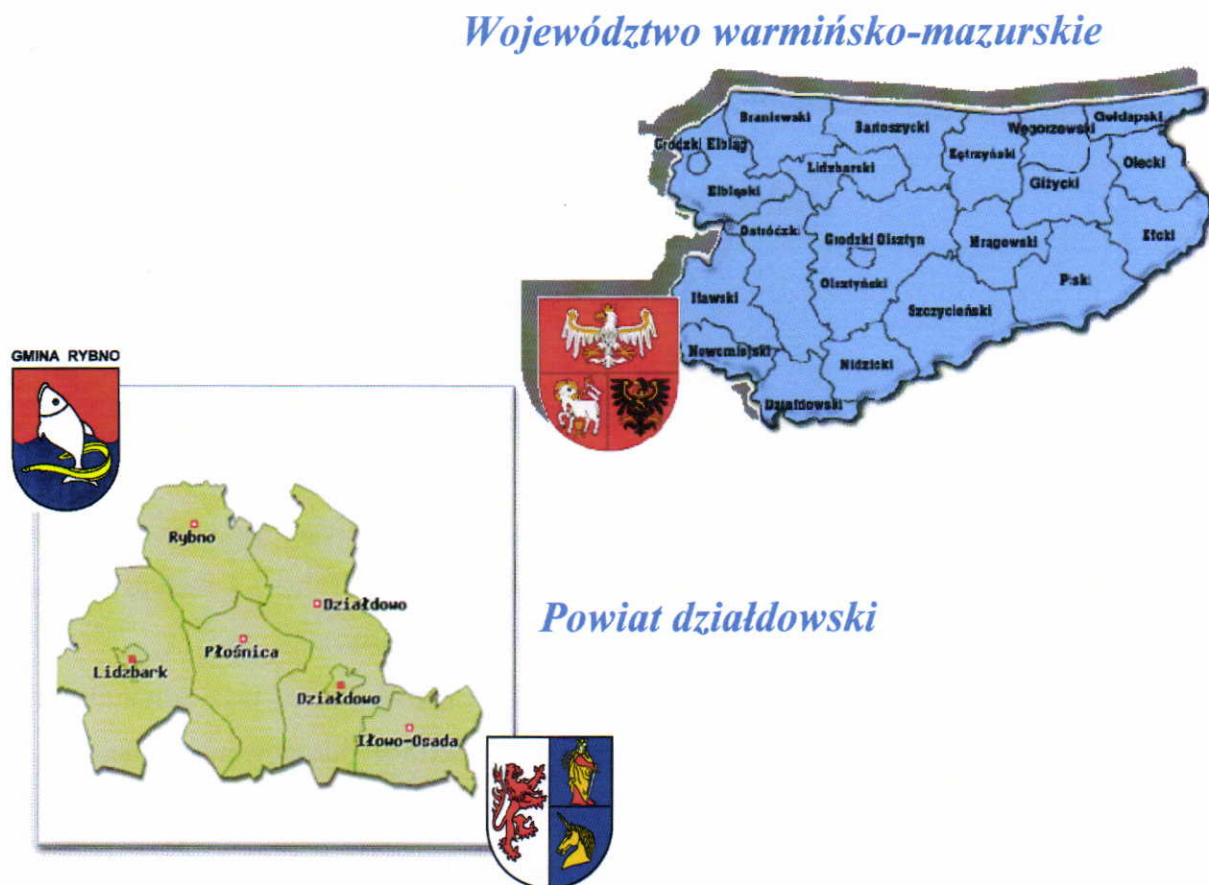 Województwo warmińsko-mazurskie
Braniewski
Bartoszycki
Węgorzewski
Gołdapski
Grodzki Elbląg
Lidzbarski
Kętrzyński
Olecki
Elbląski
Giżycki
Ostródzki
Grodzki Olsztyn
Mrągowski
Ełcki
Iławski
Olsztyński
Piski
Szczycieński
Nowomiejski
Nidzicki
Działdowski
GMINA RYBNO
Rybno
Działdowo
Płośnica
Lidzbark
Działdowo
Iłowo-Osada
Powiat działdowski